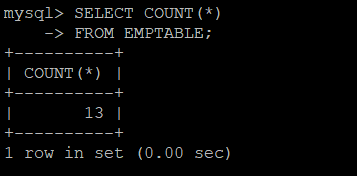 mysql> SELECT COUNT(*)
    -> FROM EMPTABLE;
+----------+
| COUNT(*) |
+----------+
|       13 |
+----------+
1 row in set (0.00 sec)